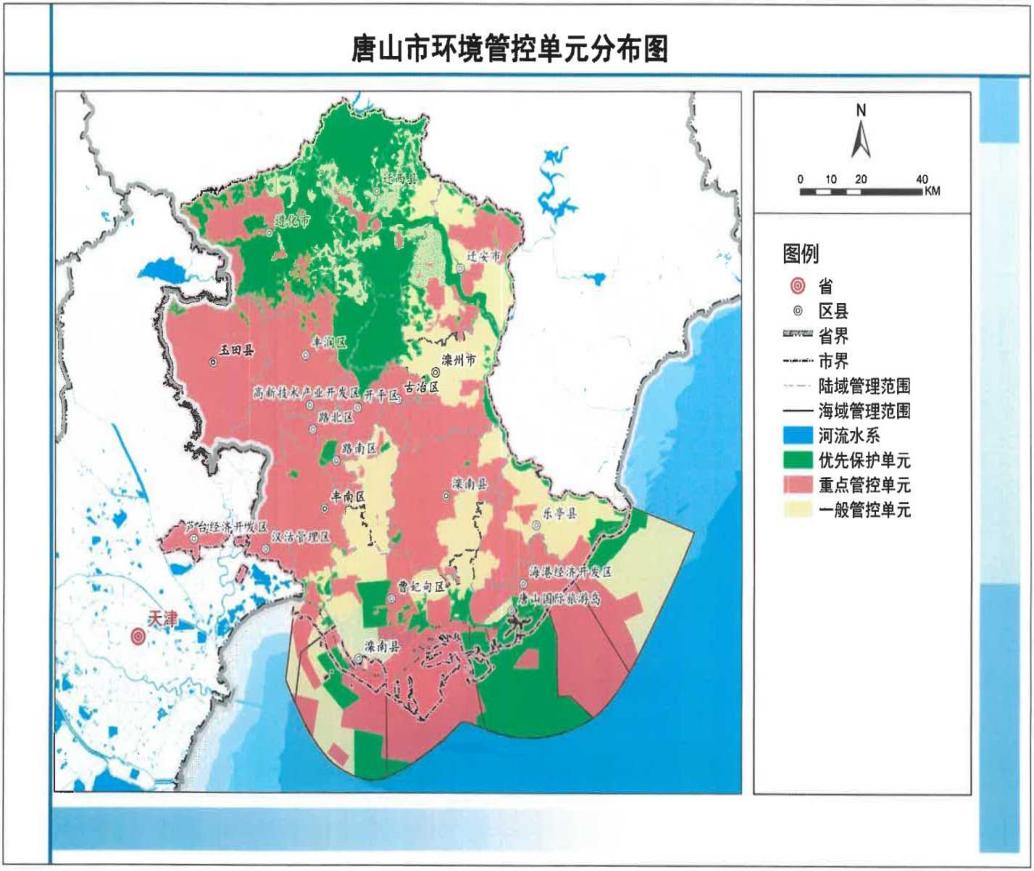 唐山市环境管控单元分布图
N
0 10 20 40
KM
图例
省
区县
省界
市界
陆域管理范围
海域管理范围
河流水系
优先保护单元
重点管控单元
一般管控单元
迁西县
遵化市
迁安市
玉田县
丰润区
滦州市
古冶区
高新技术产业开发区
开平区
路北区
路南区
丰南区
滦南县
乐亭县
芦台经济开发区
汉沽管理区
海港经济开发区
曹妃甸区
唐山国际旅游岛
天津
滦南县